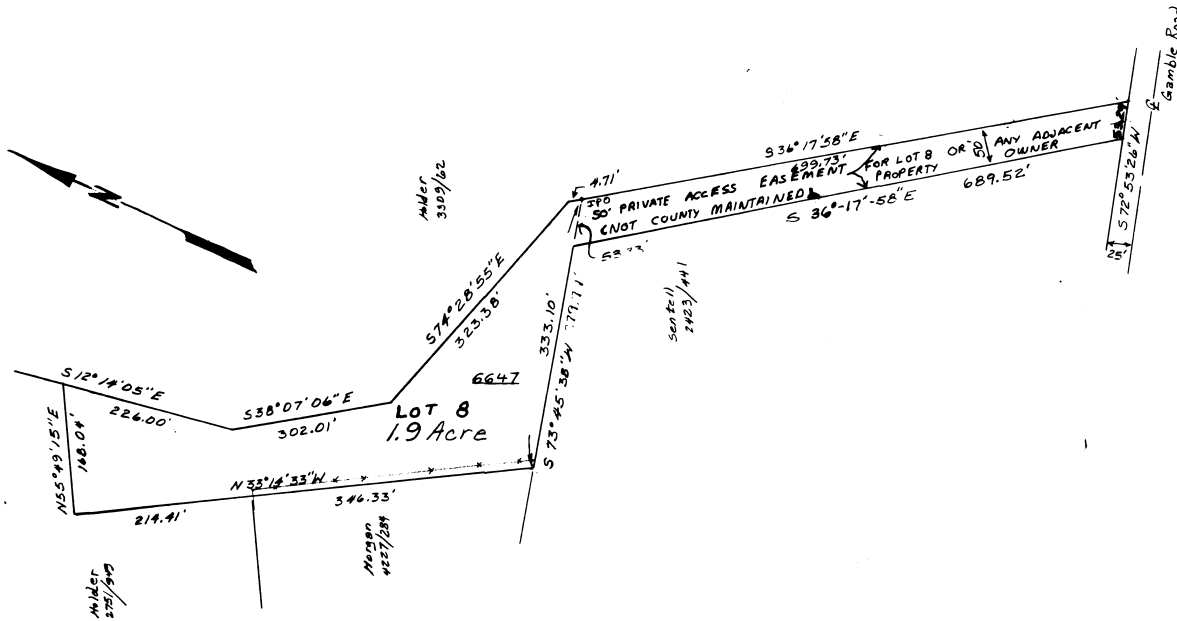 Gamble Road
℄
N
Holder
3309/62
4.71'
IPO
S 36° 17' 58" E
699.73'
50' PRIVATE ACCESS EASEMENT FOR LOT 8 OR ANY ADJACENT
PROPERTY OWNER
(NOT COUNTY MAINTAINED)
50
S 36°-17'-58" E
689.52'
S 72° 53' 26" W
25'
S 74° 28' 55" E
323.38'
333.10'
S 73° 45' 38" W
Sentell
2423/441
6647
LOT 8
1.9 Acre
S 12° 14' 05" E
226.00'
S 38° 07' 06" E
302.01'
N 55° 49' 15" E
168.04'
N 33° 14' 33" W
346.33'
214.41'
Morgan
4227/284
Holder